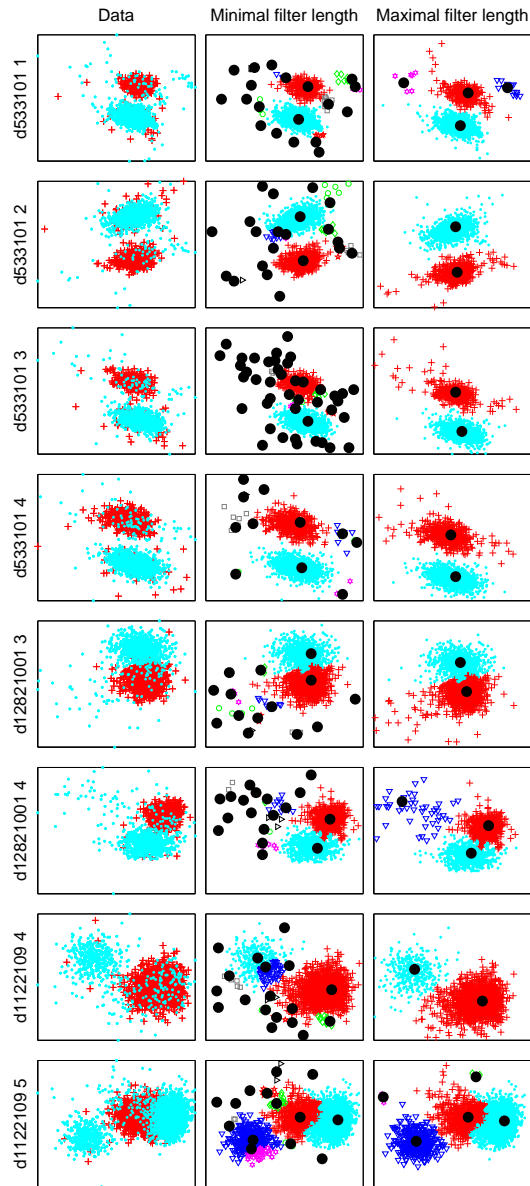 Data
Minimal filter length
Maximal filter length
d533101 1
d533101 2
d533101 3
d533101 4
d12821001 3
d12821001 4
d1122109 4
d1122109 5